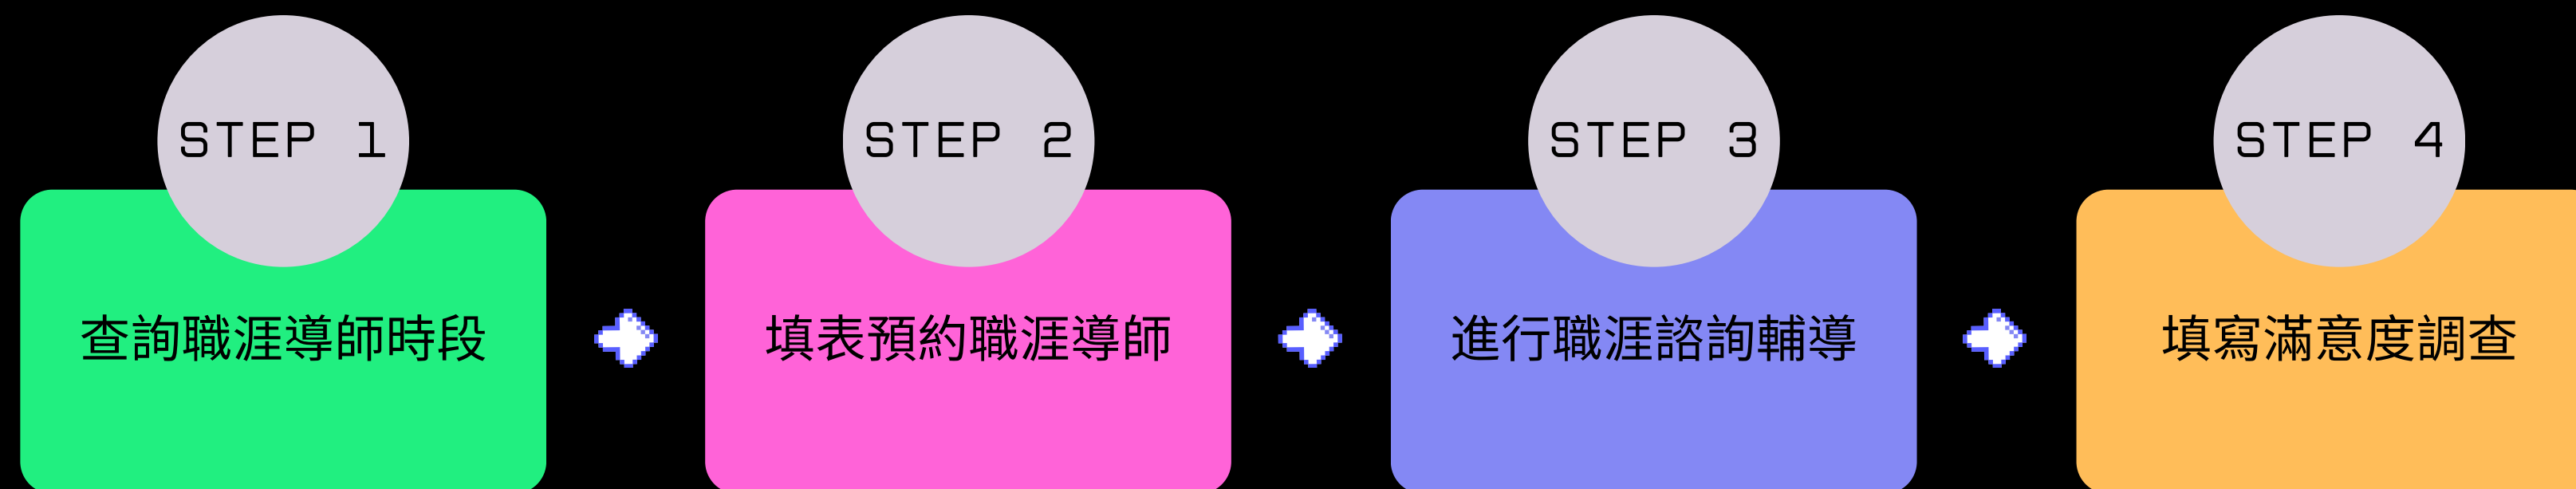 STEP 1
查詢職涯導師時段
STEP 2
填表預約職涯導師
STEP 3
進行職涯諮詢輔導
STEP 4
填寫滿意度調查